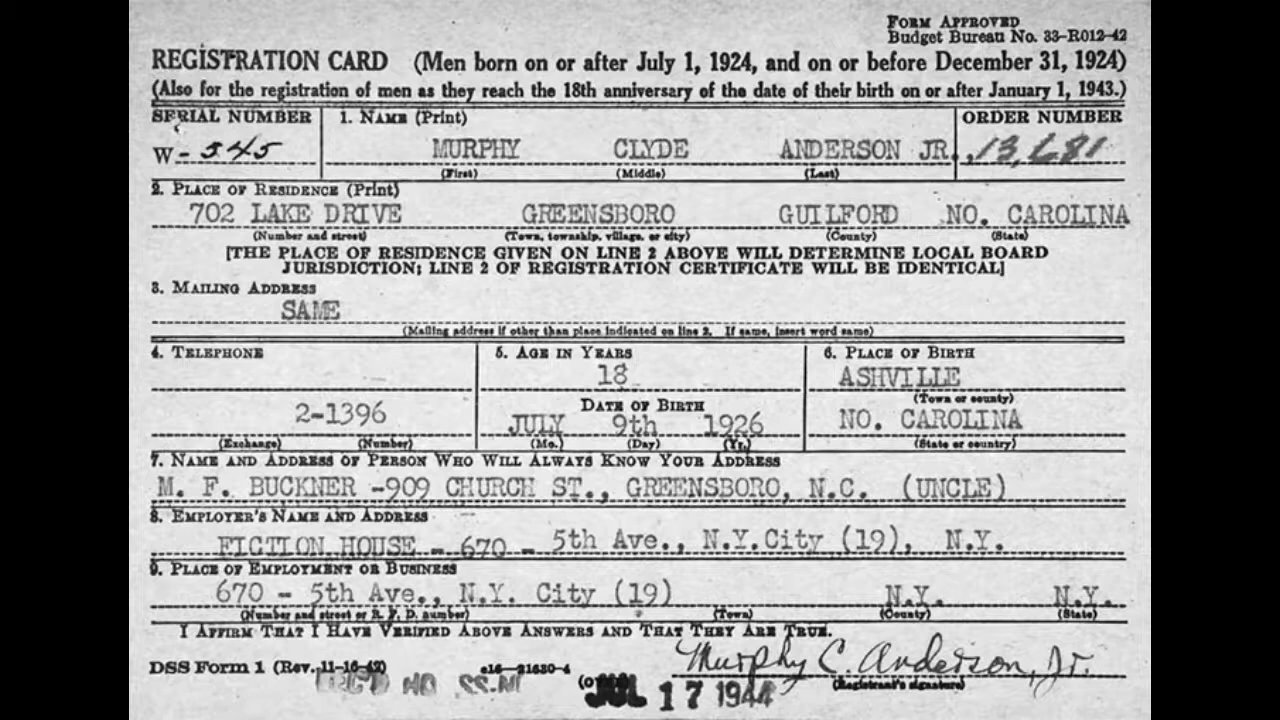 FORM APPROVED
Budget Bureau No. 33-R012-42
REGISTRATION CARD (Men born on or after July 1, 1924, and on or before December 31, 1924)
(Also for the registration of men as they reach the 18th anniversary of the date of their birth on or after January 1, 1943.)
SERIAL NUMBER 1. NAME (Print) ORDER NUMBER
W-545 MURPHY CLYDE ANDERSON JR. 13,681
(First) (Middle) (Last)
2. PLACE OF RESIDENCE (Print)
702 LAKE DRIVE GREENSBORO GUILFORD NO. CAROLINA
(Number and street) (Town, township, village, or city) (County) (State)
[THE PLACE OF RESIDENCE GIVEN ON LINE 2 ABOVE WILL DETERMINE LOCAL BOARD
JURISDICTION; LINE 2 OF REGISTRATION CERTIFICATE WILL BE IDENTICAL]
3. MAILING ADDRESS
SAME
(Mailing address if other than place indicated on line 2. If same, insert word same)
4. TELEPHONE 5. AGE IN YEARS 6. PLACE OF BIRTH
18 ASHVILLE
DATE OF BIRTH (Town or county)
2-1396 JULY 9th 1926 NO. CAROLINA
(Exchange) (Number) (Mo.) (Day) (Yr.) (State or country)
7. NAME AND ADDRESS OF PERSON WHO WILL ALWAYS KNOW YOUR ADDRESS
M. F. BUCKNER -909 CHURCH ST., GREENSBORO, N.C. (UNCLE)
8. EMPLOYER'S NAME AND ADDRESS
FICTION HOUSE - 670 - 5th Ave., N.Y.City (19), N.Y.
9. PLACE OF EMPLOYMENT OR BUSINESS
670 - 5th Ave., N.Y. City (19) N.Y. N.Y.
(Number and street or R. F. D. number) (Town) (County) (State)
I AFFIRM THAT I HAVE VERIFIED ABOVE ANSWERS AND THAT THEY ARE TRUE.
DSS Form 1 (Rev. 11-16-42) 16-21630-4 Murphy C. Anderson, Jr.
(Registrant's signature)
JUL 17 1944